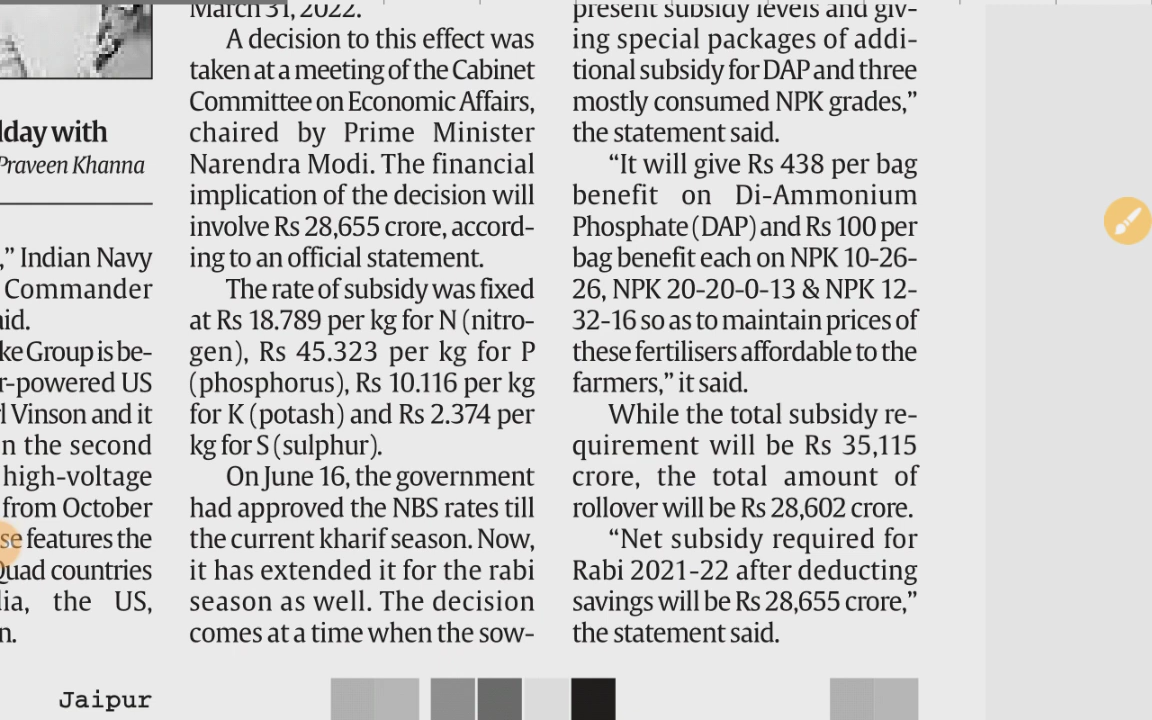 lday with
Praveen Khanna
," Indian Navy
Commander
aid.
ke Group is be-
r-powered US
l Vinson and it
n the second
high-voltage
from October
se features the
Quad countries
lia, the US,
n.
March 31, 2022.
A decision to this effect was
taken at a meeting of the Cabinet
Committee on Economic Affairs,
chaired by Prime Minister
Narendra Modi. The financial
implication of the decision will
involve Rs 28,655 crore, accord-
ing to an official statement.
The rate of subsidy was fixed
at Rs 18.789 per kg for N (nitro-
gen), Rs 45.323 per kg for P
(phosphorus), Rs 10.116 per kg
for K (potash) and Rs 2.374 per
kg for S (sulphur).
On June 16, the government
had approved the NBS rates till
the current kharif season. Now,
it has extended it for the rabi
season as well. The decision
comes at a time when the sow-
present subsidy levels and giv-
ing special packages of addi-
tional subsidy for DAP and three
mostly consumed NPK grades,”
the statement said.
“It will give Rs 438 per bag
benefit on Di-Ammonium
Phosphate (DAP) and Rs 100 per
bag benefit each on NPK 10-26-
26, NPK 20-20-0-13 & NPK 12-
32-16 so as to maintain prices of
these fertilisers affordable to the
farmers,” it said.
While the total subsidy re-
quirement will be Rs 35,115
crore, the total amount of
rollover will be Rs 28,602 crore.
“Net subsidy required for
Rabi 2021-22 after deducting
savings will be Rs 28,655 crore,”
the statement said.
Jaipur